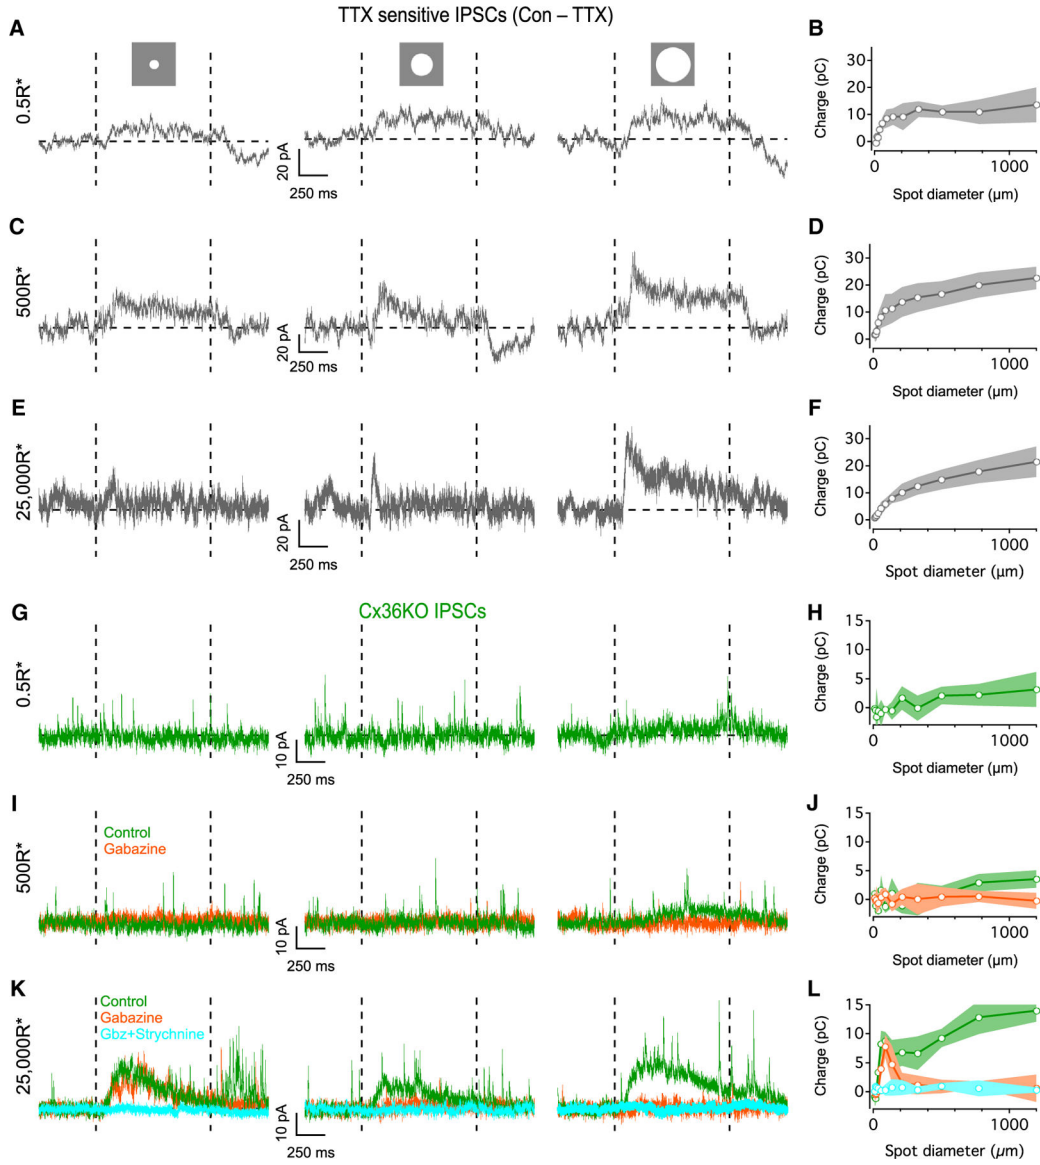 TTX sensitive IPSCs (Con – TTX)
A
0.5R*
20 pA
250 ms
B
Charge (pC)
30
20
10
0
0
1000
Spot diameter (µm)
C
500R*
20 pA
250 ms
D
Charge (pC)
30
20
10
0
0
1000
Spot diameter (µm)
E
25,000R*
20 pA
250 ms
F
Charge (pC)
30
20
10
0
0
1000
Spot diameter (µm)
Cx36KO IPSCs
G
0.5R*
10 pA
250 ms
H
Charge (pC)
15
10
5
0
0
1000
Spot diameter (µm)
I
500R*
Control
Gabazine
10 pA
250 ms
J
Charge (pC)
15
10
5
0
0
1000
Spot diameter (µm)
K
25,000R*
Control
Gabazine
Gbz+Strychnine
10 pA
250 ms
L
Charge (pC)
15
10
5
0
0
1000
Spot diameter (µm)